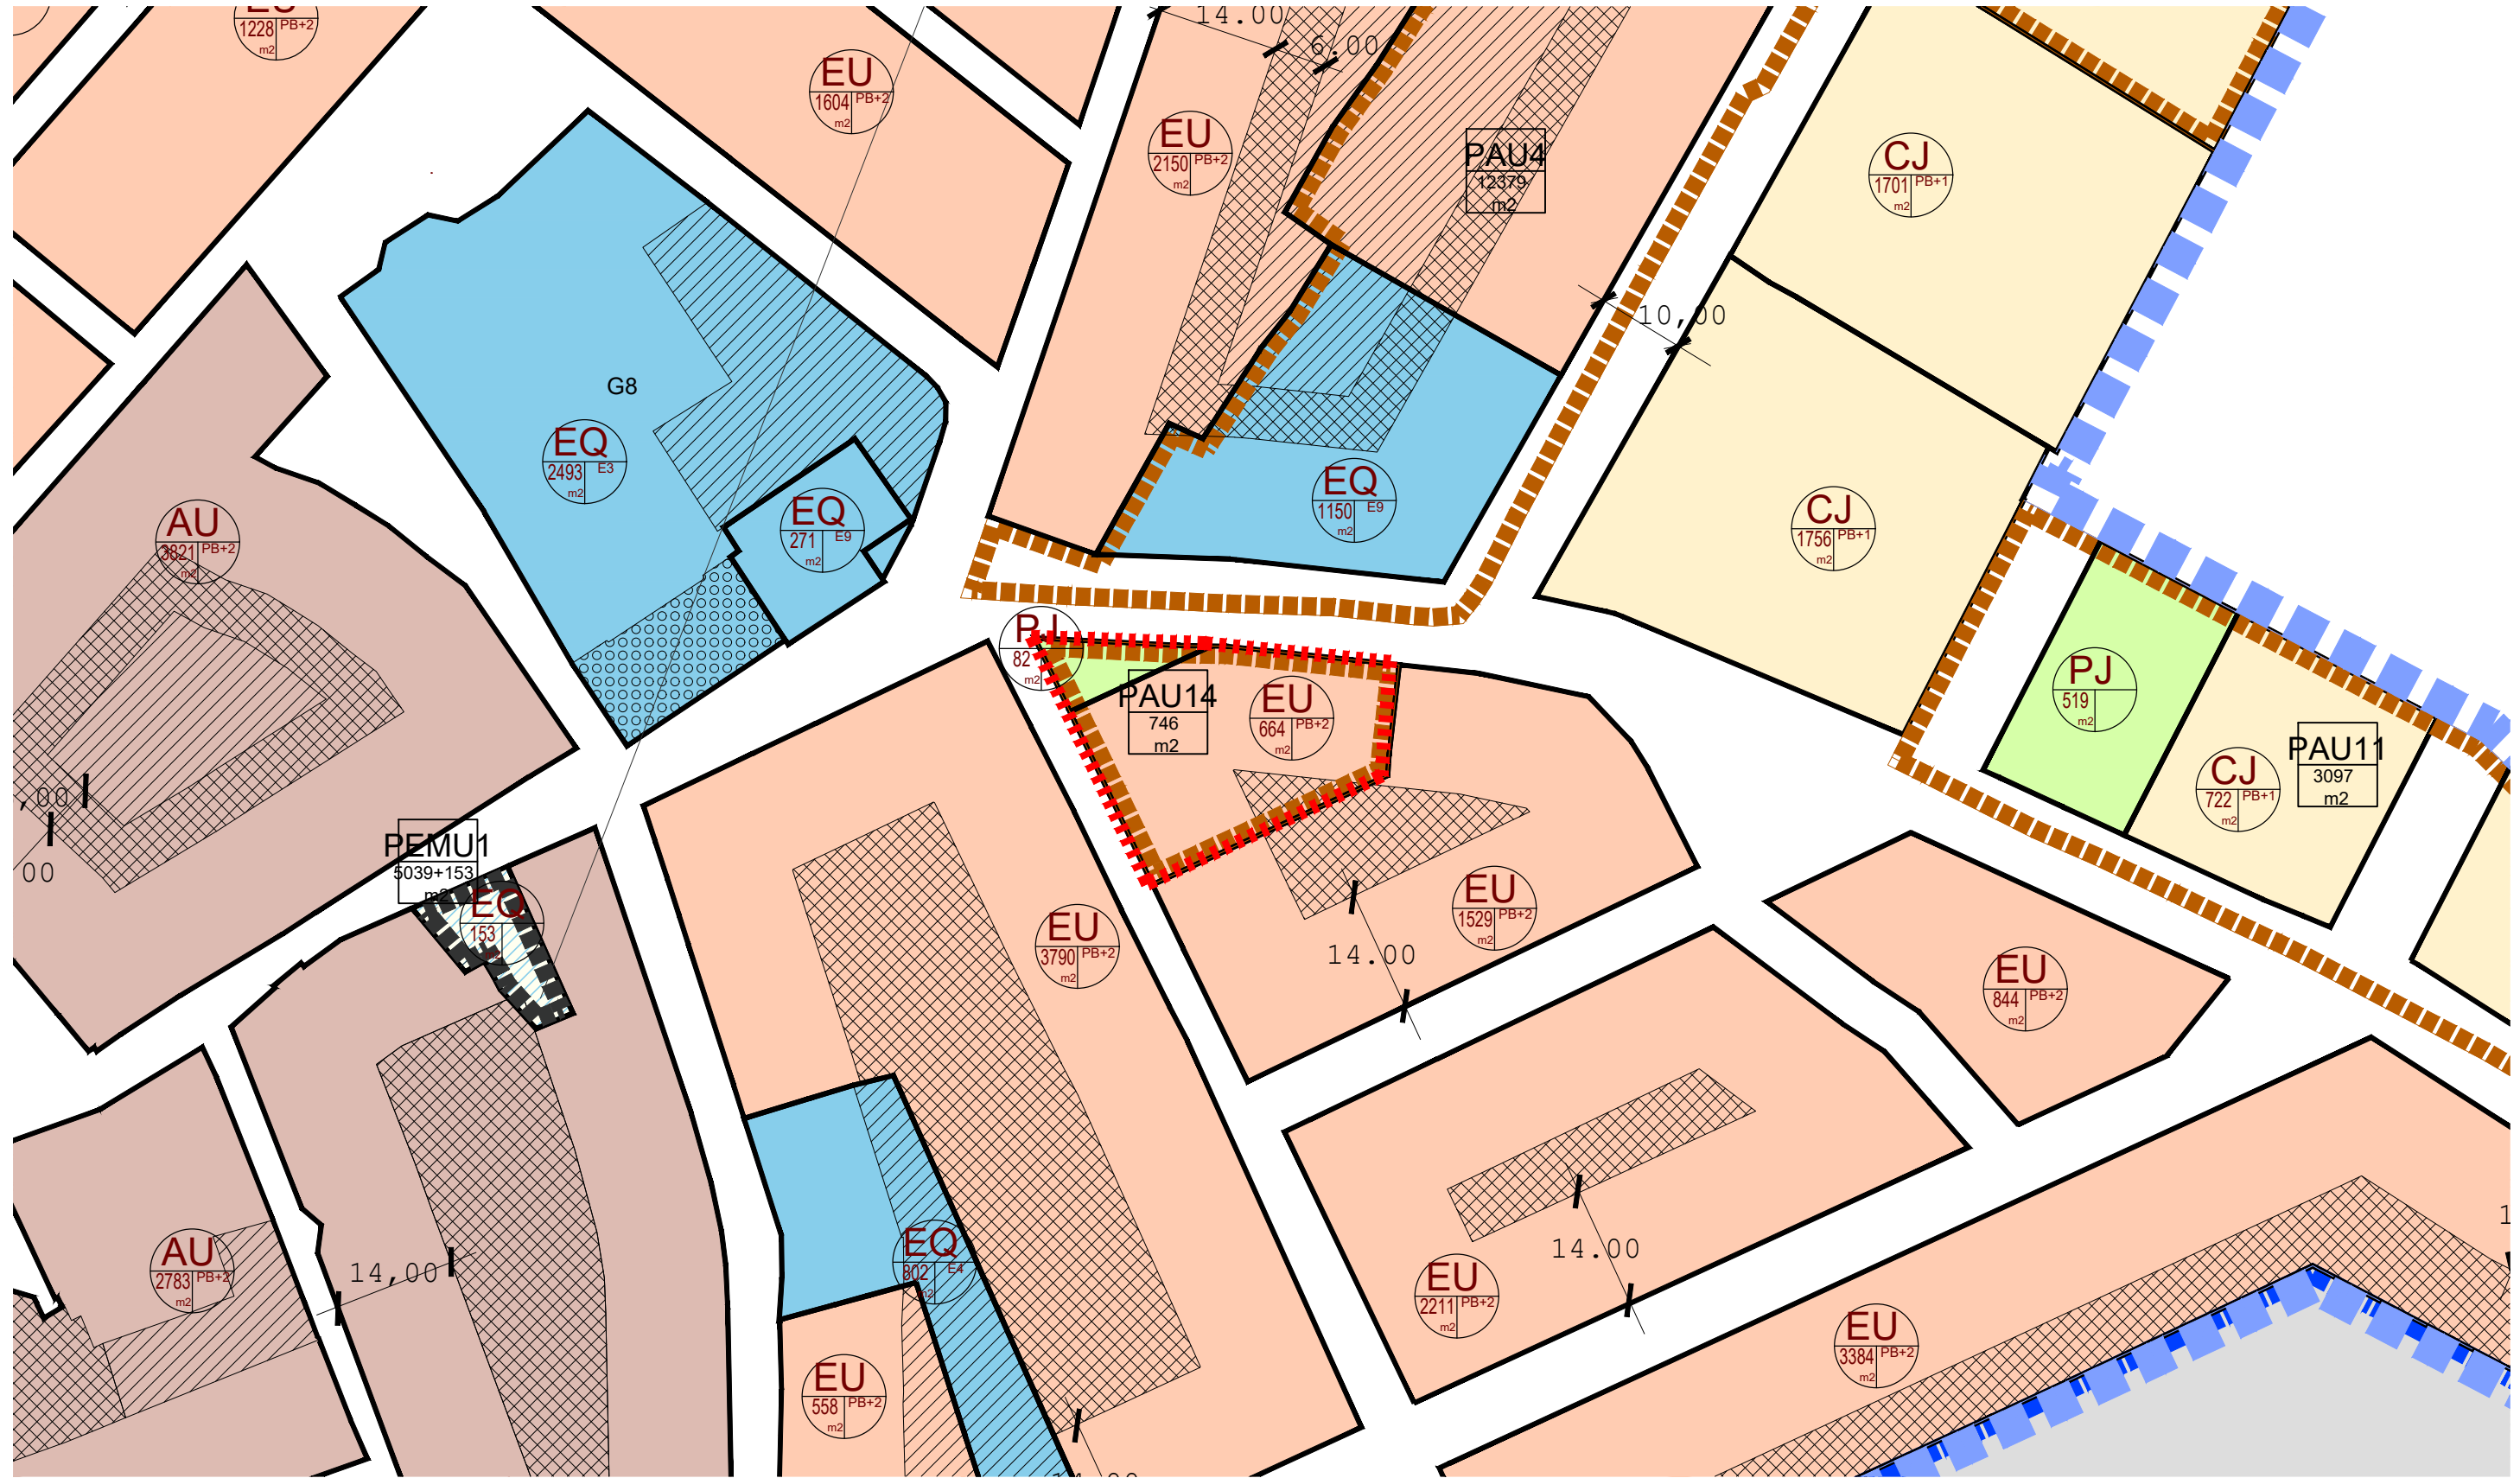 1228 PB+2
m2
EU
1604 PB+2
m2
14.00
6.00
EU
2150 PB+2
m2
PAU4
12379
m2
CJ
1701 PB+1
m2
10,00
G8
EQ
2493 E3
m2
EQ
271 E9
m2
EQ
1150 E9
m2
CJ
1756 PB+1
m2
AU
3821 PB+2
m2
PJ
82
m2
PAU14
746
m2
EU
664 PB+2
m2
PJ
519
m2
CJ
722 PB+1
m2
PAU11
3097
m2
,00
00
PEMU1
5039+153
m2
EQ
153
EU
3790 PB+2
m2
EU
1529 PB+2
m2
14.00
EU
844 PB+2
m2
AU
2783 PB+2
m2
14,00
EQ
802 E4
m2
EU
2211 PB+2
m2
14.00
EU
3384 PB+2
m2
EU
558 PB+2
m2